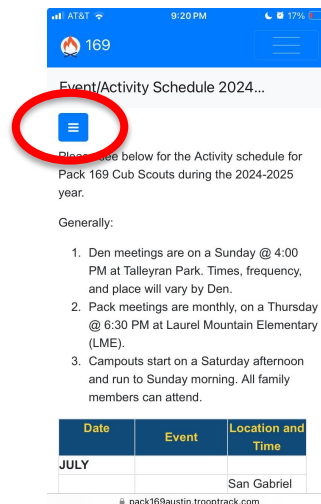 AT&T
9:20 PM
17%
169
Event/Activity Schedule 2024...
Please see below for the Activity schedule for
Pack 169 Cub Scouts during the 2024-2025
year.
Generally:
1. Den meetings are on a Sunday @ 4:00
PM at Talleyran Park. Times, frequency,
and place will vary by Den.
2. Pack meetings are monthly, on a Thursday
@ 6:30 PM at Laurel Mountain Elementary
(LME).
3. Campouts start on a Saturday afternoon
and run to Sunday morning. All family
members can attend.
Date Event Location and
Time
JULY
San Gabriel
pack169austin.trooptrack.com